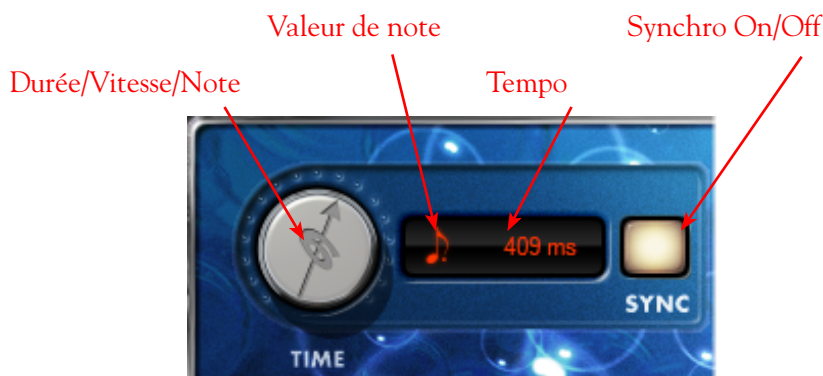 Valeur de note
Synchro On/Off
Durée/Vitesse/Note
Tempo
409 ms
SYNC
TIME